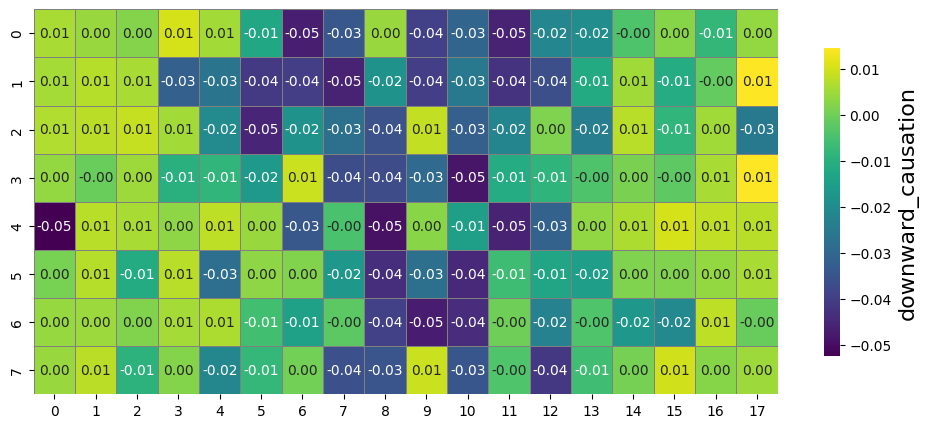 0 0.01 0.00 0.00 0.01 0.01 -0.01 -0.05 -0.03 0.00 -0.04 -0.03 -0.05 -0.02 -0.02 -0.00 0.00 -0.01 0.00
1 0.01 0.01 0.01 -0.03 -0.03 -0.04 -0.04 -0.05 -0.02 -0.04 -0.03 -0.04 -0.04 -0.01 0.01 -0.01 -0.00 0.01
2 0.01 0.01 0.01 0.01 -0.02 -0.05 -0.02 -0.03 -0.04 0.01 -0.03 -0.02 0.00 -0.02 0.01 -0.01 0.00 -0.03
3 0.00 -0.00 0.00 -0.01 -0.01 -0.02 0.01 -0.04 -0.04 -0.03 -0.05 -0.01 -0.01 -0.00 0.00 -0.00 0.01 0.01
4 -0.05 0.01 0.01 0.00 0.01 0.00 -0.03 -0.00 -0.05 0.00 -0.01 -0.05 -0.03 0.00 0.01 0.01 0.01 0.01
5 0.00 0.01 -0.01 0.01 -0.03 0.00 0.00 -0.02 -0.04 -0.03 -0.04 -0.01 -0.01 -0.02 0.00 0.00 0.00 0.01
6 0.00 0.00 0.00 0.01 0.01 -0.01 -0.01 -0.00 -0.04 -0.05 -0.04 -0.00 -0.02 -0.00 -0.02 -0.02 0.01 -0.00
7 0.00 0.01 -0.01 0.00 -0.02 -0.01 0.00 -0.04 -0.03 0.01 -0.03 -0.00 -0.04 -0.01 0.00 0.01 0.00 0.00
0 1 2 3 4 5 6 7 8 9 10 11 12 13 14 15 16 17
0.01
0.00
−0.01
−0.02
−0.03
−0.04
−0.05
downward_causation